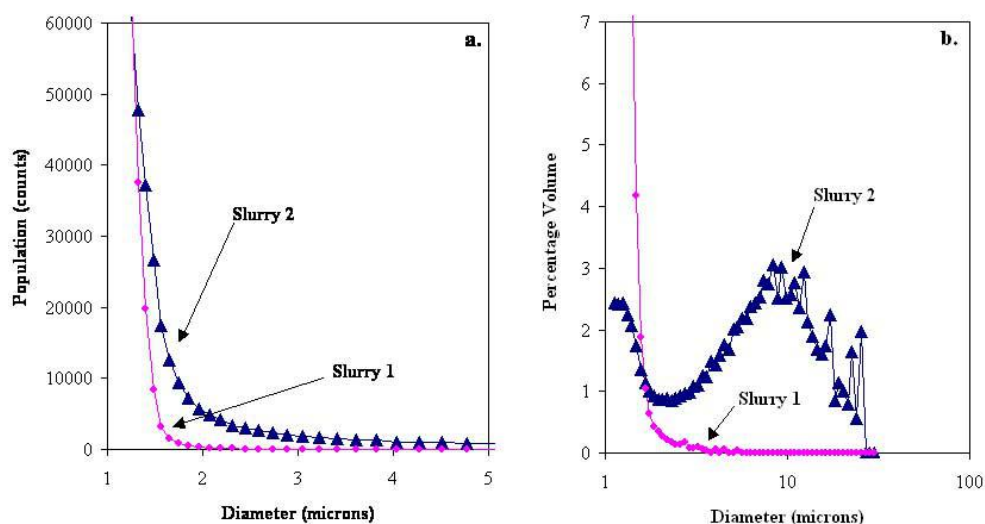 60000
50000
40000
30000
20000
10000
0
Population (counts)
a.
Slurry 2
Slurry 1
1 2 3 4 5
Diameter (microns)
7
6
5
4
3
2
1
0
Percentage Volume
b.
Slurry 2
Slurry 1
1 10 100
Diameter (microns)